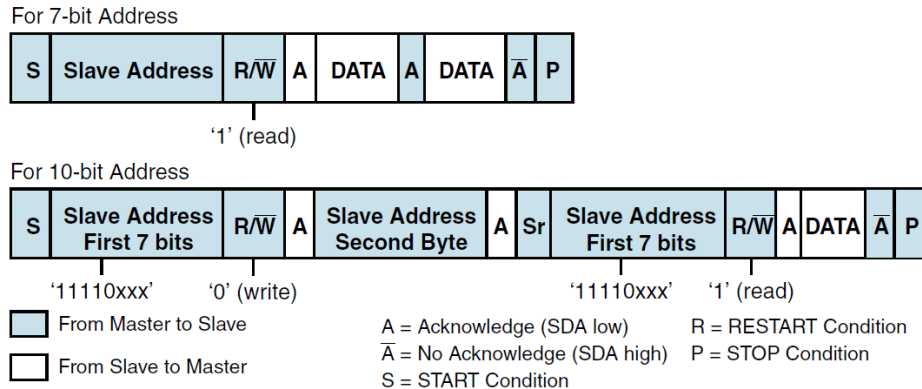 For 7-bit Address
S Slave Address R/W̅ A DATA A DATA A̅ P
‘1’ (read)
For 10-bit Address
S Slave Address First 7 bits R/W̅ A Slave Address Second Byte A Sr Slave Address First 7 bits R/W̅ A DATA A̅ P
‘11110xxx’ ‘0’ (write) ‘11110xxx’ ‘1’ (read)
From Master to Slave
From Slave to Master
A = Acknowledge (SDA low)
A̅ = No Acknowledge (SDA high)
S = START Condition
R = RESTART Condition
P = STOP Condition